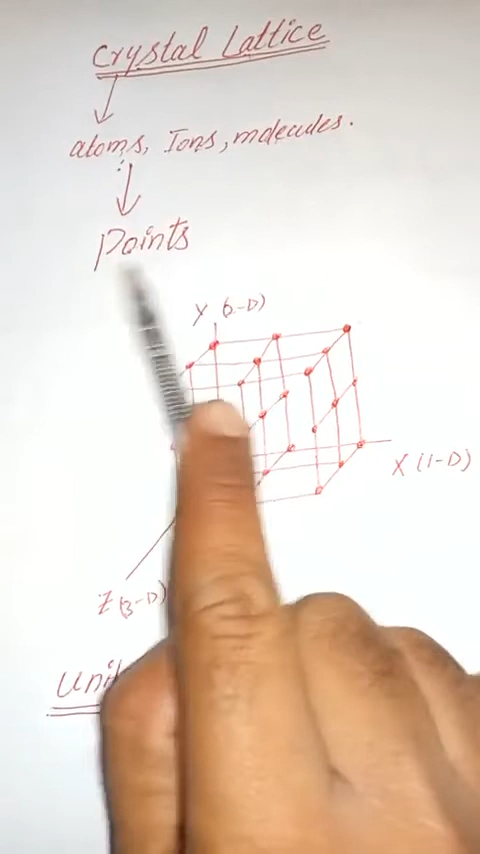 Crystal Lattice
atoms, Ions, molecules.
Points
Y (2-D)
X (1-D)
Z (3-D)